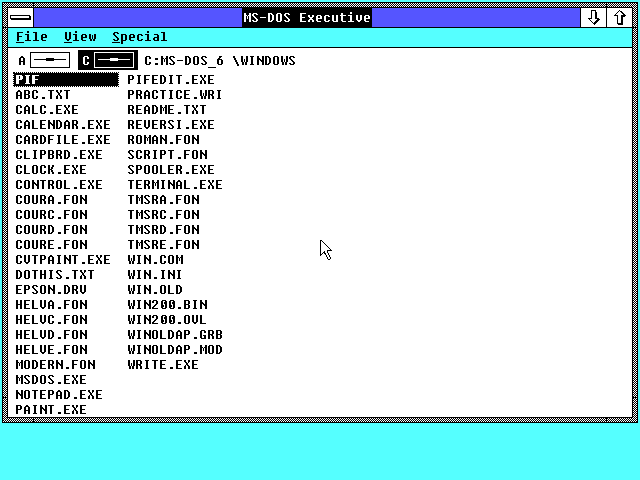 MS-DOS Executive
File View Special
A C C:MS-DOS_6 \WINDOWS
PIF PIFEDIT.EXE
ABC.TXT PRACTICE.WRI
CALC.EXE README.TXT
CALENDAR.EXE REVERSI.EXE
CARDFILE.EXE ROMAN.FON
CLIPBRD.EXE SCRIPT.FON
CLOCK.EXE SPOOLER.EXE
CONTROL.EXE TERMINAL.EXE
COURA.FON TMSRA.FON
COURC.FON TMSRC.FON
COURD.FON TMSRD.FON
COURE.FON TMSRE.FON
CVTPAINT.EXE WIN.COM
DOTHIS.TXT WIN.INI
EPSON.DRV WIN.OLD
HELVA.FON WIN200.BIN
HELVC.FON WIN200.OVL
HELVD.FON WINOLDAP.GRB
HELVE.FON WINOLDAP.MOD
MODERN.FON WRITE.EXE
MSDOS.EXE
NOTEPAD.EXE
PAINT.EXE